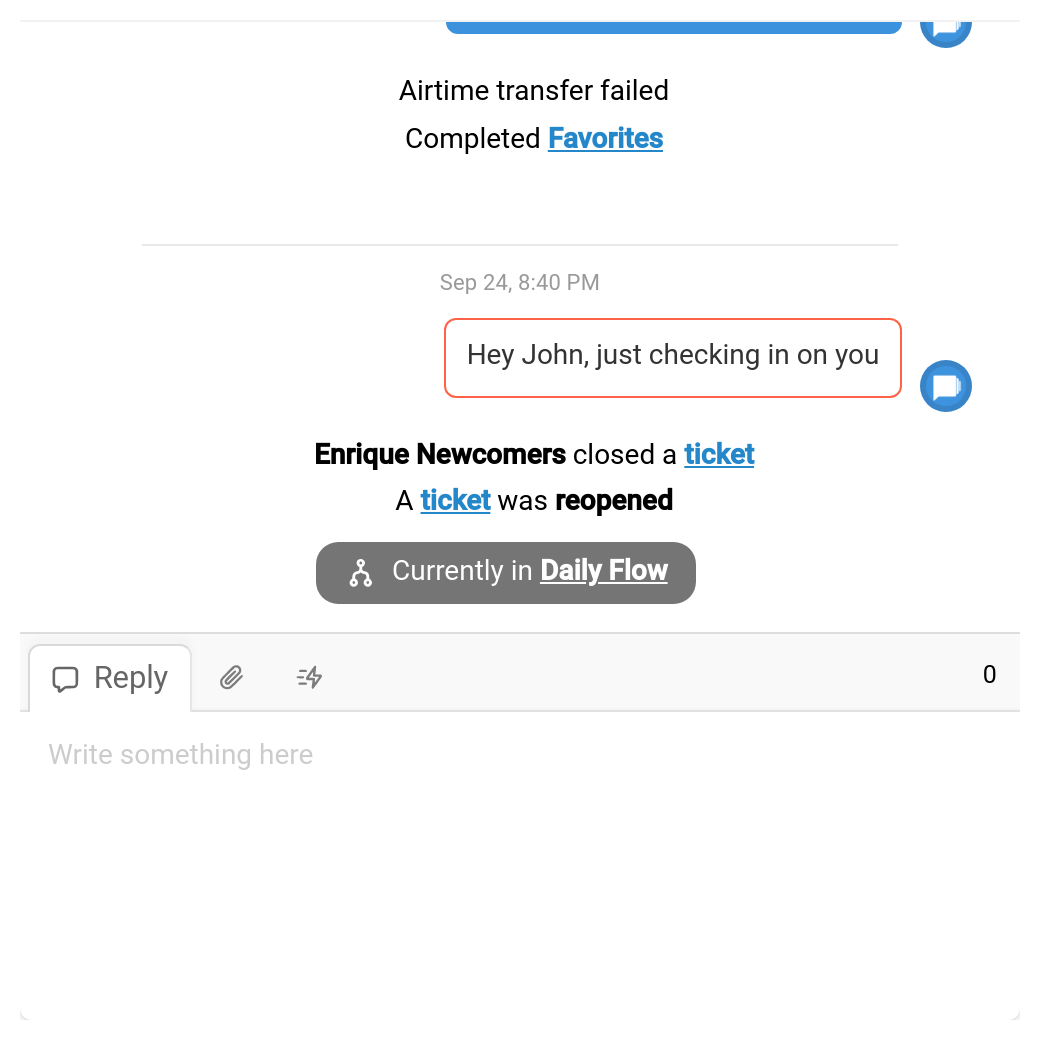 Airtime transfer failed
Completed Favorites
Sep 24, 8:40 PM
Hey John, just checking in on you
Enrique Newcomers closed a ticket
A ticket was reopened
Currently in Daily Flow
Reply
0
Write something here